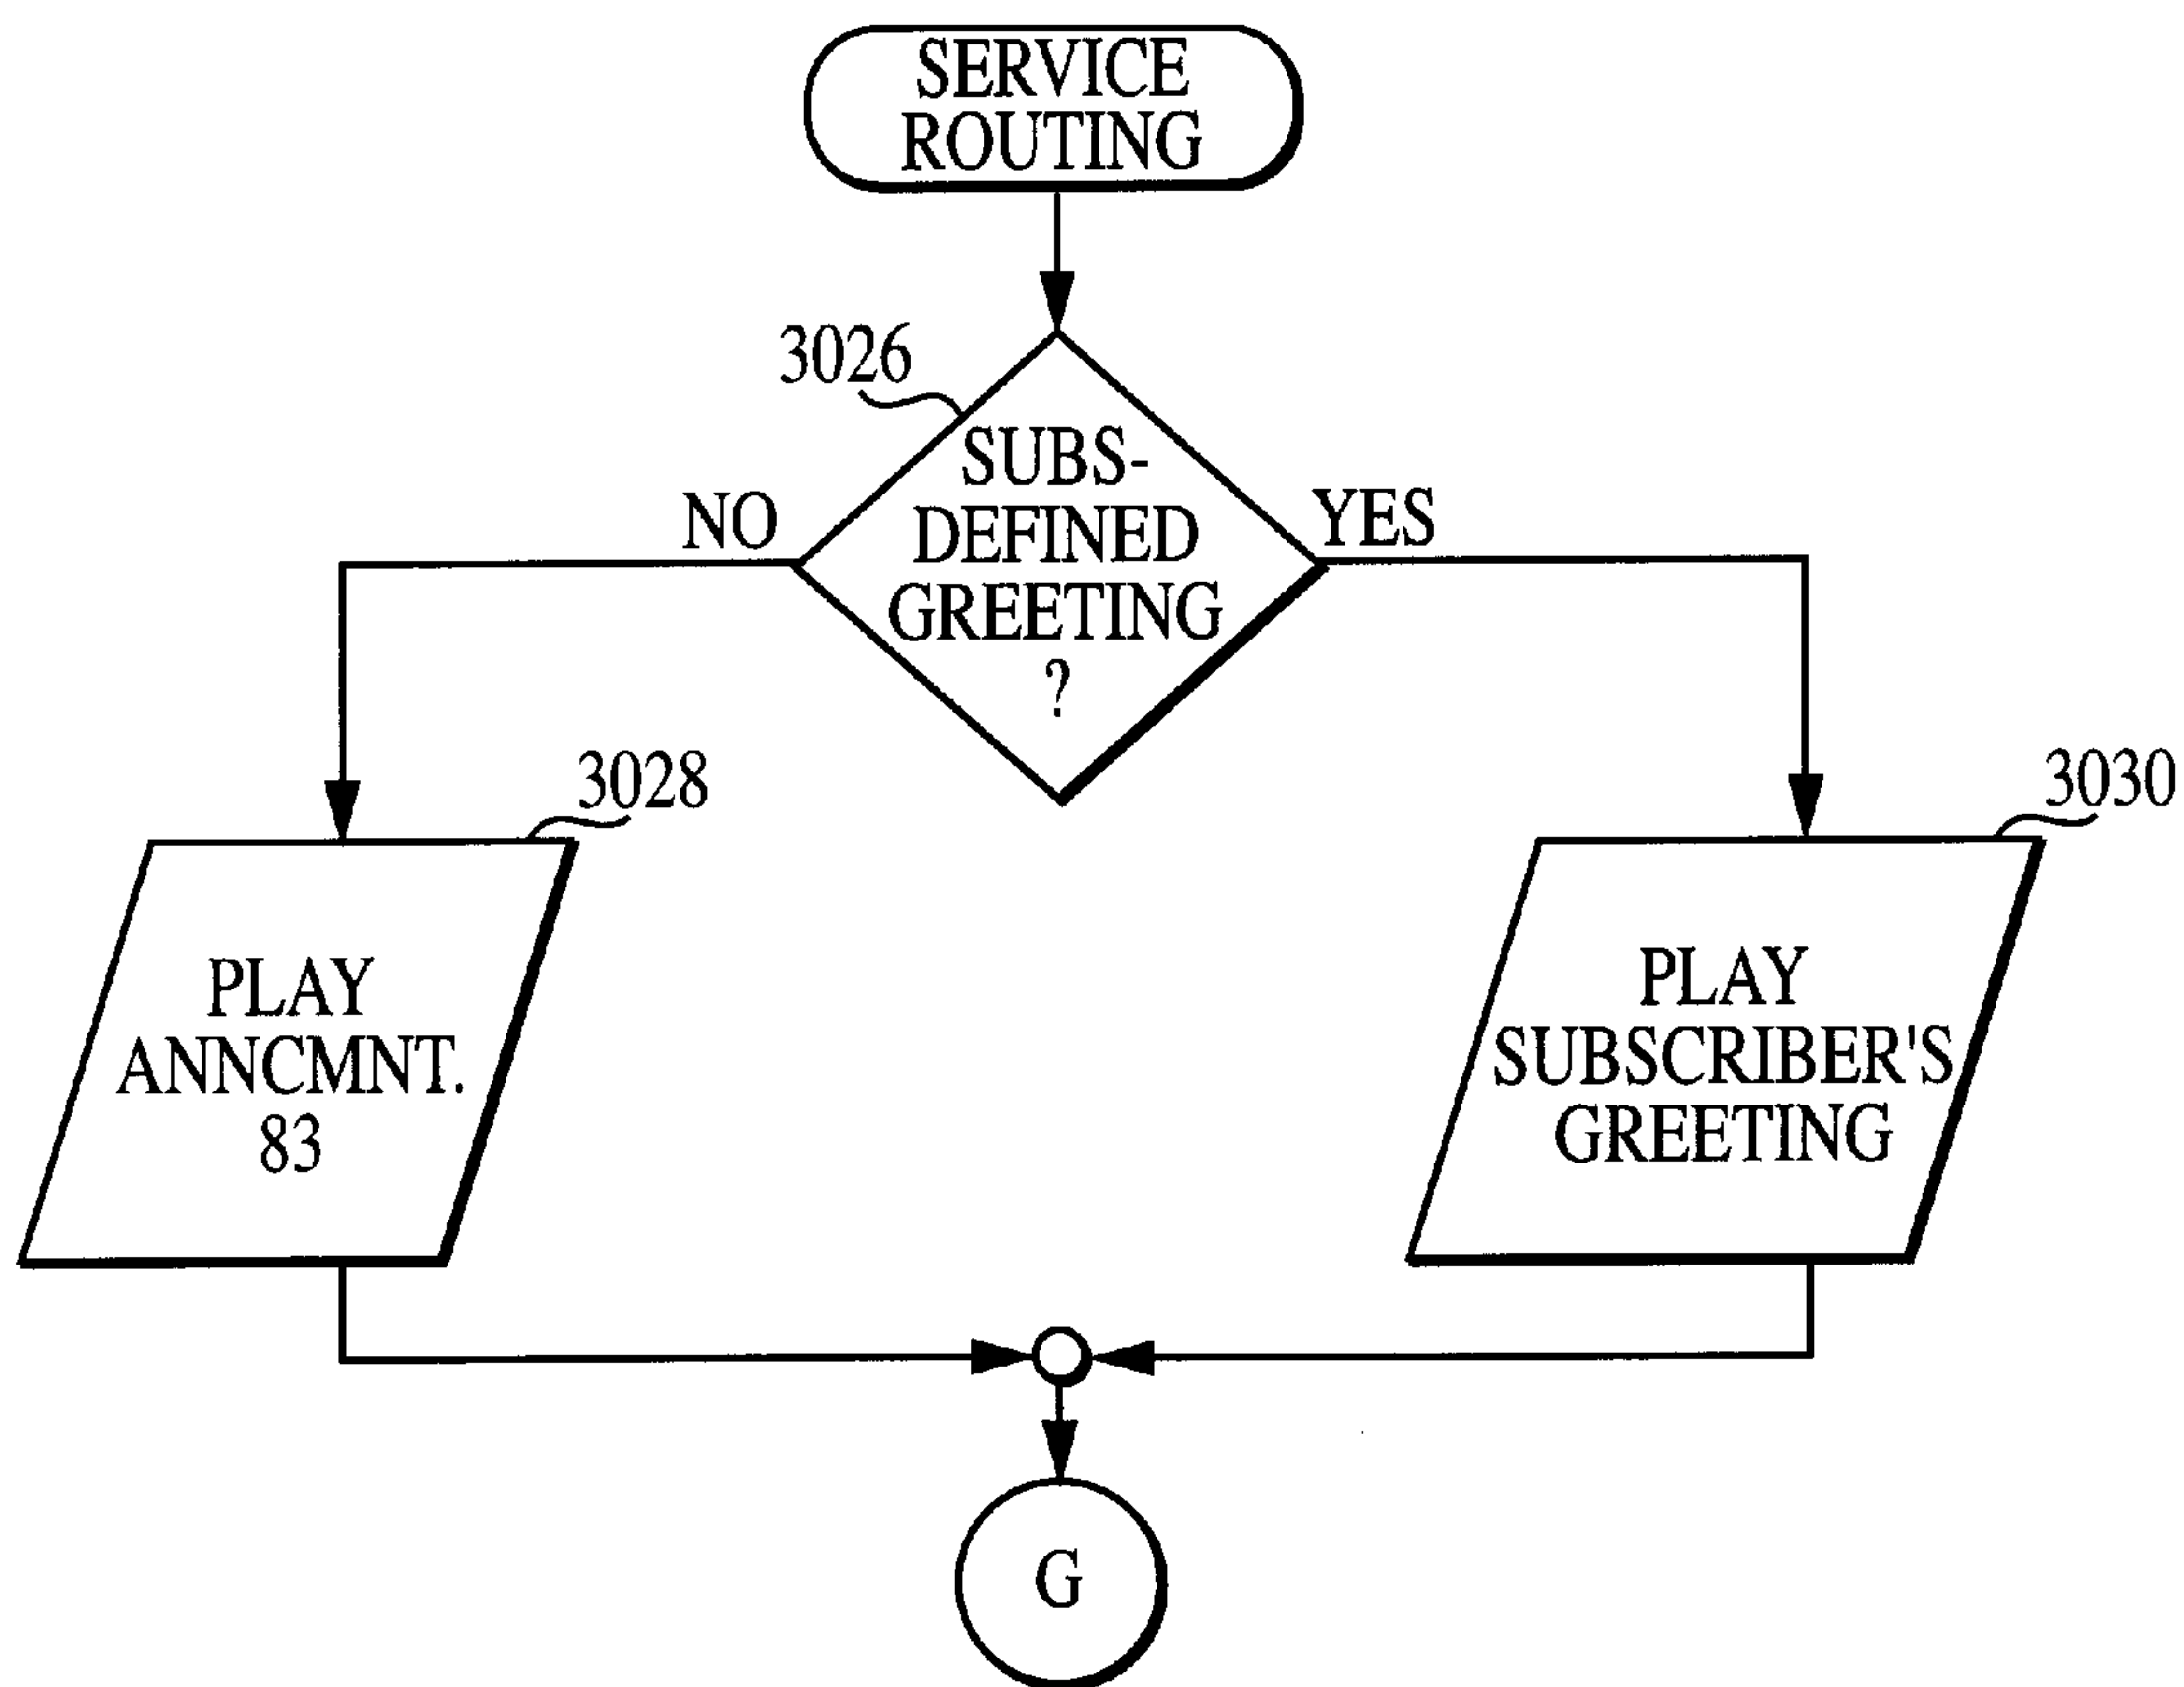 SERVICE
ROUTING
3026
SUBS-
DEFINED
GREETING
?
NO
YES
3028
3030
PLAY
ANNCMNT.
83
PLAY
SUBSCRIBER'S
GREETING
G